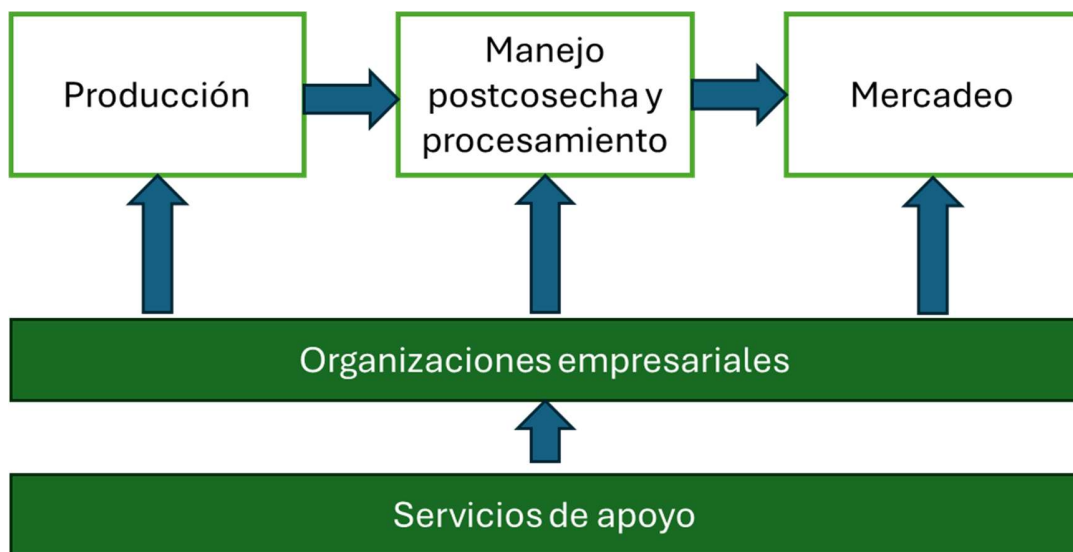 Producción
Manejo
postcosecha y
procesamiento
Mercadeo
Organizaciones empresariales
Servicios de apoyo